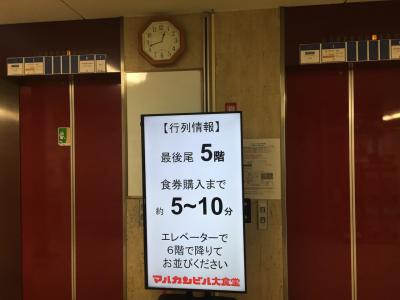 【行列情報】
最後尾 5階
食券購入まで
約 5~10分
エレベーターで
6階で降りて
お並びください
マルカンビル大食堂